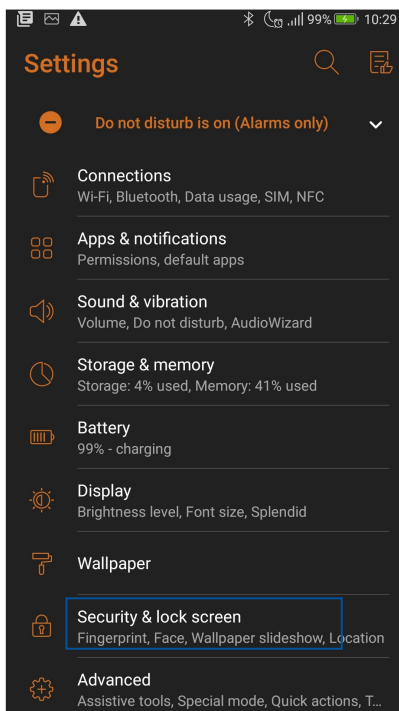 99% 10:29
Settings
Do not disturb is on (Alarms only)
Connections
Wi-Fi, Bluetooth, Data usage, SIM, NFC
Apps & notifications
Permissions, default apps
Sound & vibration
Volume, Do not disturb, AudioWizard
Storage & memory
Storage: 4% used, Memory: 41% used
Battery
99% - charging
Display
Brightness level, Font size, Splendid
Wallpaper
Security & lock screen
Fingerprint, Face, Wallpaper slideshow, Location
Advanced
Assistive tools, Special mode, Quick actions, T...